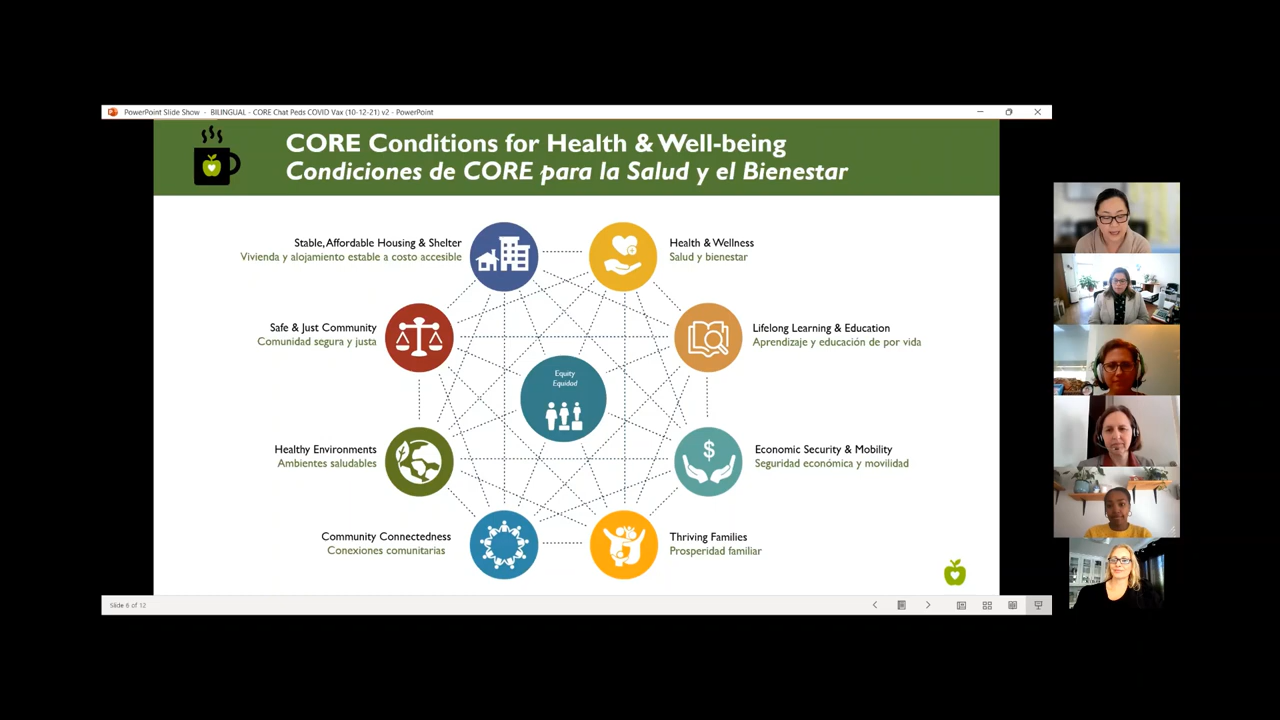 PowerPoint Slide Show - BILINGUAL - CORE Chat Peds COVID Vax (10-12-21) v2 - PowerPoint
CORE Conditions for Health & Well-being
Condiciones de CORE para la Salud y el Bienestar
Stable, Affordable Housing & Shelter
Vivienda y alojamiento estable a costo accesible
Health & Wellness
Salud y bienestar
Safe & Just Community
Comunidad segura y justa
Lifelong Learning & Education
Aprendizaje y educación de por vida
Equity
Equidad
Healthy Environments
Ambientes saludables
$
Economic Security & Mobility
Seguridad económica y movilidad
Community Connectedness
Conexiones comunitarias
Thriving Families
Prosperidad familiar
Slide 6 of 12